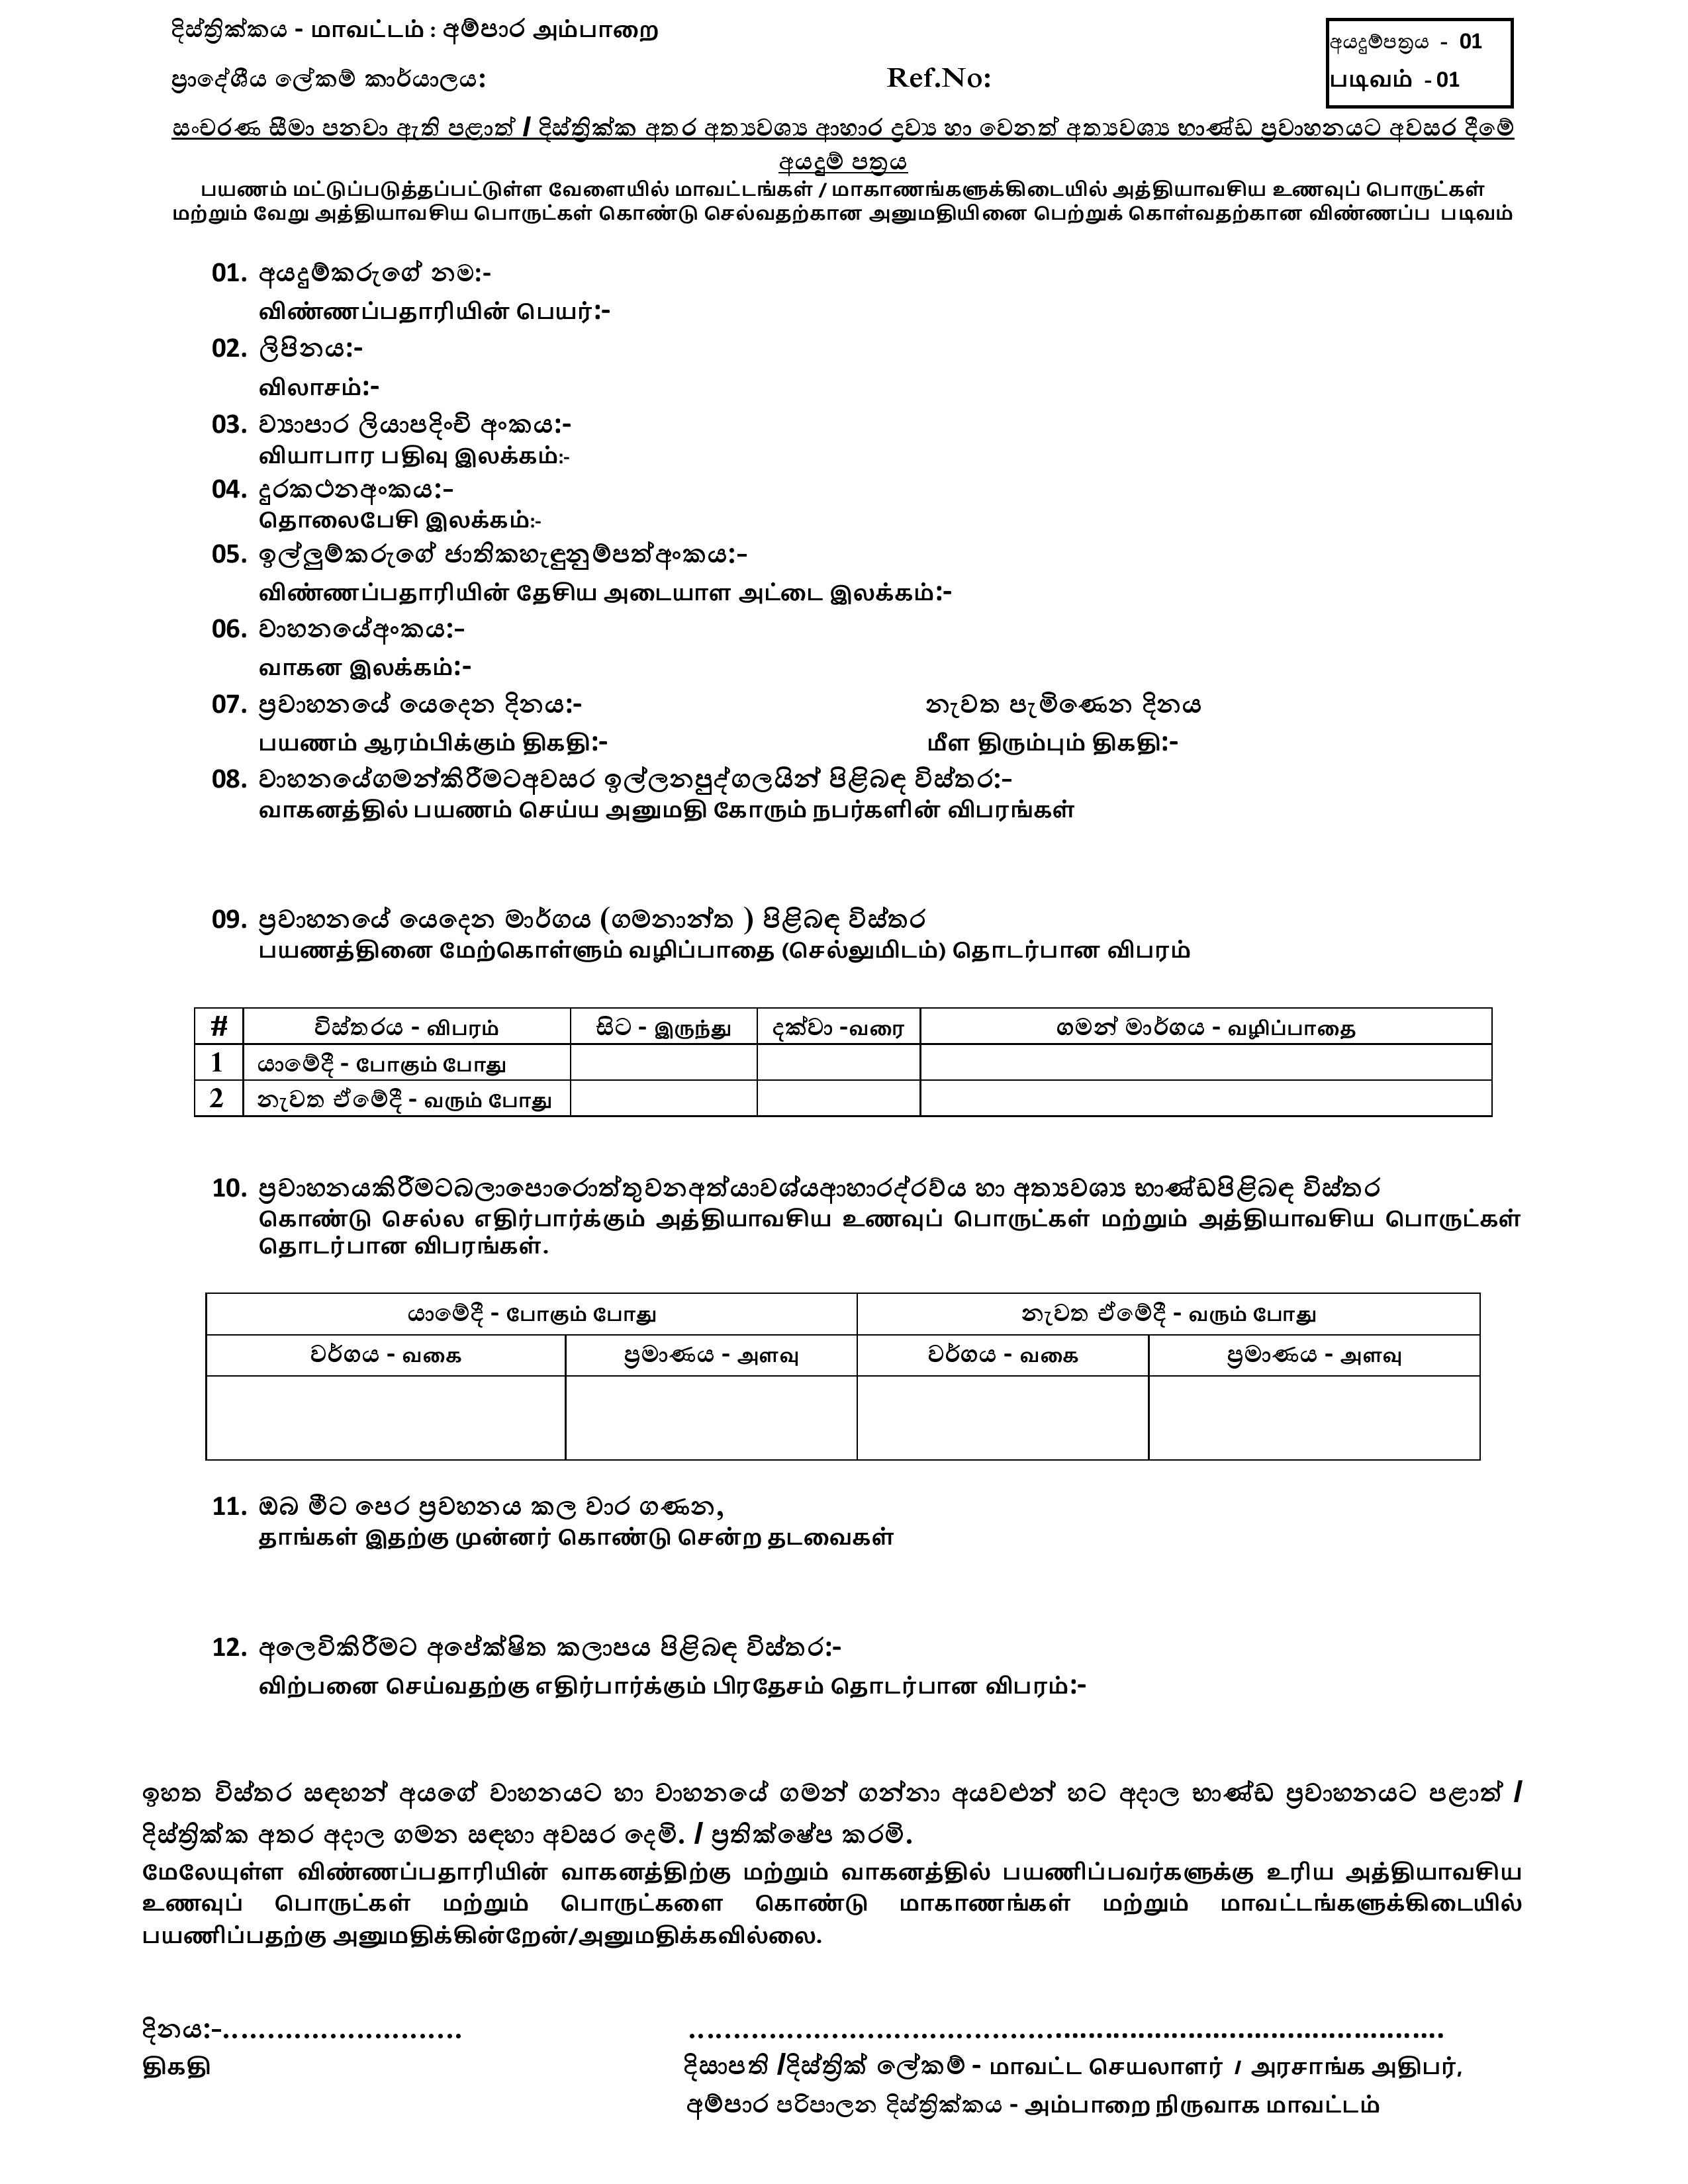 දිස්ත්‍රික්කය - மாவட்டம் : අම්පාර அம்பாறை
අයදුම්පත්‍රය - 01
ප්‍රාදේශීය ලේකම් කාර්යාලය: Ref.No:
படிவம் - 01
සංචරණ සීමා පනවා ඇති පළාත් / දිස්ත්‍රික්ක අතර අත්‍යවශ්‍ය ආහාර ද්‍රව්‍ය හා වෙනත් අත්‍යවශ්‍ය භාණ්ඩ ප්‍රවාහනයට අවසර දීමේ
අයදුම් පත්‍රය
பயணம் மட்டுப்படுத்தப்பட்டுள்ள வேளையில் மாவட்டங்கள் / மாகாணங்களுக்கிடையில் அத்தியாவசிய உணவுப் பொருட்கள்
மற்றும் வேறு அத்தியாவசிய பொருட்கள் கொண்டு செல்வதற்கான அனுமதியினை பெற்றுக் கொள்வதற்கான விண்ணப்ப படிவம்
01. අයදුම්කරුගේ නම:-
விண்ணப்பதாரியின் பெயர்:-
02. ලිපිනය:-
விலாசம்:-
03. ව්‍යාපාර ලියාපදිංචි අංකය:-
வியாபார பதிவு இலக்கம்:-
04. දුරකථනඅංකය:-
தொலைபேசி இலக்கம்:-
05. ඉල්ලුම්කරුගේ ජාතිකහැඳුනුම්පත්අංකය:-
விண்ணப்பதாரியின் தேசிய அடையாள அட்டை இலக்கம்:-
06. වාහනයේඅංකය:-
வாகன இலக்கம்:-
07. ප්‍රවාහනයේ යෙදෙන දිනය:- නැවත පැමිණෙන දිනය
பயணம் ஆரம்பிக்கும் திகதி:- மீள திரும்பும் திகதி:-
08. වාහනයේගමන්කිරීමටඅවසර ඉල්ලනපුද්ගලයින් පිළිබඳ විස්තර:-
வாகனத்தில் பயணம் செய்ய அனுமதி கோரும் நபர்களின் விபரங்கள்
09. ප්‍රවාහනයේ යෙදෙන මාර්ගය (ගමනාන්ත ) පිළිබඳ විස්තර
பயணத்தினை மேற்கொள்ளும் வழிப்பாதை (செல்லுமிடம்) தொடர்பான விபரம்
# විස්තරය - விபரம் සිට - இருந்து දක්වා -வரை ගමන් මාර්ගය - வழிப்பாதை
1 යාමේදී - போகும் போது
2 නැවත ඒමේදී - வரும் போது
10. ප්‍රවාහනයකිරීමටබලාපොරොත්තුවනඅත්යාවශ්යආහාරද්රව්ය හා අත්‍යවශ්‍ය භාණ්ඩපිළිබඳ විස්තර
கொண்டு செல்ல எதிர்பார்க்கும் அத்தியாவசிய உணவுப் பொருட்கள் மற்றும் அத்தியாவசிய பொருட்கள்
தொடர்பான விபரங்கள்.
යාමේදී - போகும் போது නැවත ඒමේදී - வரும் போது
වර්ගය - வகை ප්‍රමාණය - அளவு වර්ගය - வகை ප්‍රමාණය - அளவு
11. ඔබ මීට පෙර ප්‍රවහනය කල වාර ගණන,
தாங்கள் இதற்கு முன்னர் கொண்டு சென்ற தடவைகள்
12. අලෙවිකිරීමට අපේක්ෂිත කලාපය පිළිබඳ විස්තර:-
விற்பனை செய்வதற்கு எதிர்பார்க்கும் பிரதேசம் தொடர்பான விபரம்:-
ඉහත විස්තර සඳහන් අයගේ වාහනයට හා වාහනයේ ගමන් ගන්නා අයවළුන් හට අදාල භාණ්ඩ ප්‍රවාහනයට පළාත් /
දිස්ත්‍රික්ක අතර අදාල ගමන සඳහා අවසර දෙමි. / ප්‍රතික්ෂේප කරමි.
மேலேயுள்ள விண்ணப்பதாரியின் வாகனத்திற்கு மற்றும் வாகனத்தில் பயணிப்பவர்களுக்கு உரிய அத்தியாவசிய
உணவுப் பொருட்கள் மற்றும் பொருட்களை கொண்டு மாகாணங்கள் மற்றும் மாவட்டங்களுக்கிடையில்
பயணிப்பதற்கு அனுமதிக்கின்றேன்/அனுமதிக்கவில்லை.
දිනය:-........................... ....................................................................................
திகதி දිසාපති /දිස්ත්‍රික් ලේකම් - மாவட்ட செயலாளர் / அரசாங்க அதிபர்,
අම්පාර පරිපාලන දිස්ත්‍රික්කය - அம்பாறை நிருவாக மாவட்டம்